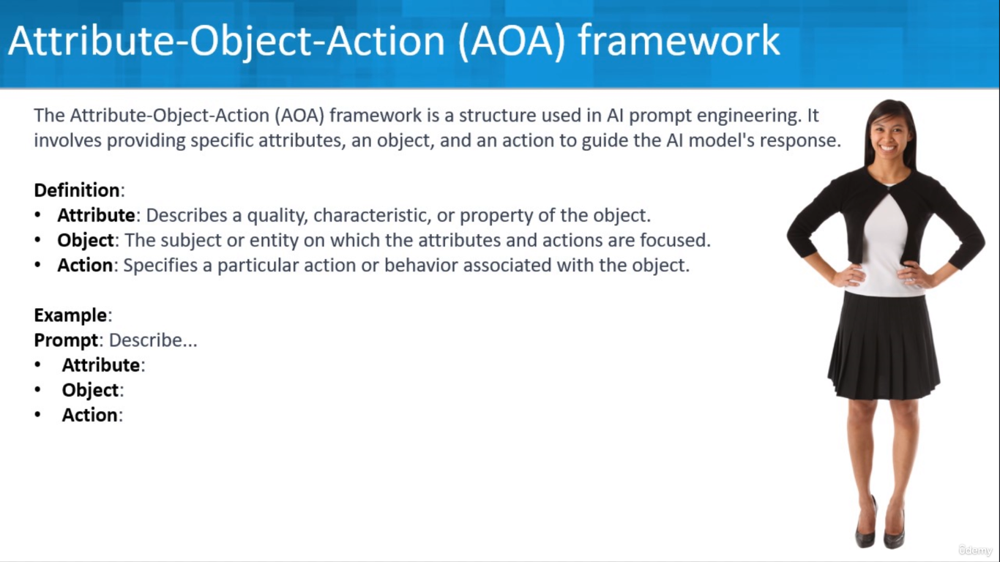 Attribute-Object-Action (AOA) framework
The Attribute-Object-Action (AOA) framework is a structure used in AI prompt engineering. It
involves providing specific attributes, an object, and an action to guide the AI model's response.
Definition:
• Attribute: Describes a quality, characteristic, or property of the object.
• Object: The subject or entity on which the attributes and actions are focused.
• Action: Specifies a particular action or behavior associated with the object.
Example:
Prompt: Describe...
• Attribute:
• Object:
• Action:
ûdemy